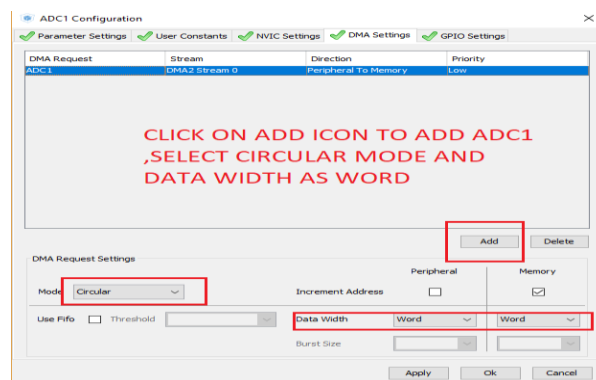 ADC1 Configuration
Parameter Settings User Constants NVIC Settings DMA Settings GPIO Settings
DMA Request Stream Direction Priority
ADC1 DMA2 Stream 0 Peripheral To Memory Low
CLICK ON ADD ICON TO ADD ADC1
,SELECT CIRCULAR MODE AND
DATA WIDTH AS WORD
Add Delete
DMA Request Settings
Peripheral Memory
Mode Circular Increment Address
Use Fifo Threshold Data Width Word Word
Burst Size
Apply Ok Cancel